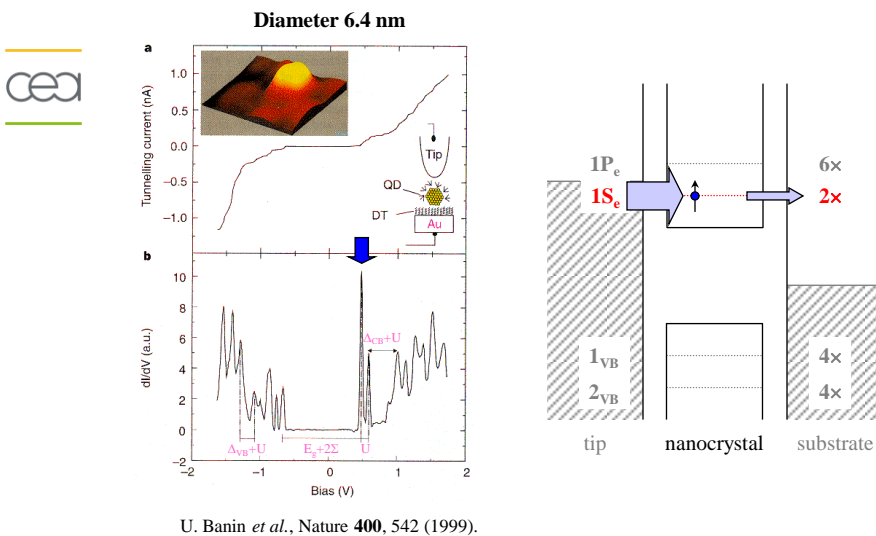 Diameter 6.4 nm
cea
a
Tunnelling current (nA)
1.0
0.5
0.0
−0.5
−1.0
Tip
QD
DT
Au
b
dI/dV (a.u.)
10
8
6
4
2
0
−2
Δ_CB+U
Δ_VB+U
E_g+2Σ
U
−2
−1
0
1
2
Bias (V)
U. Banin et al., Nature 400, 542 (1999).
1P_e
6×
1S_e
2×
1_VB
4×
2_VB
4×
tip
nanocrystal
substrate